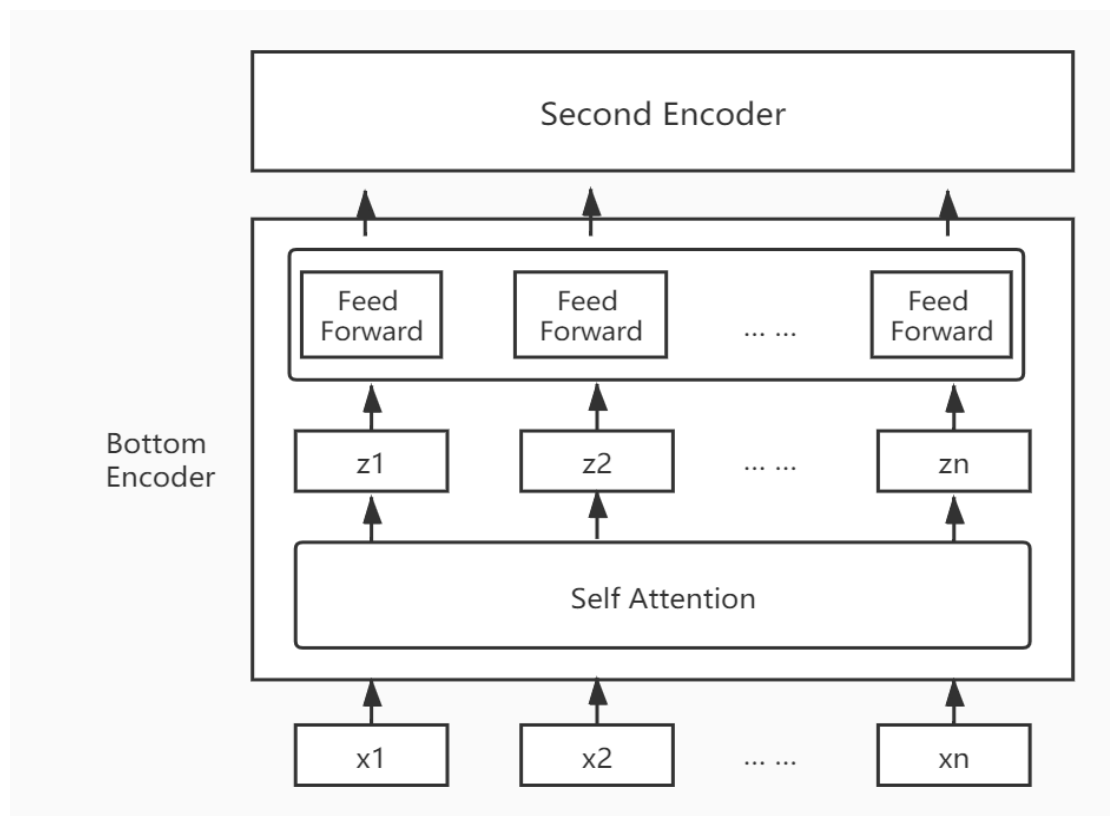 Second Encoder
Feed Forward
Feed Forward
... ...
Feed Forward
Bottom
Encoder
z1
z2
... ...
zn
Self Attention
x1
x2
... ...
xn